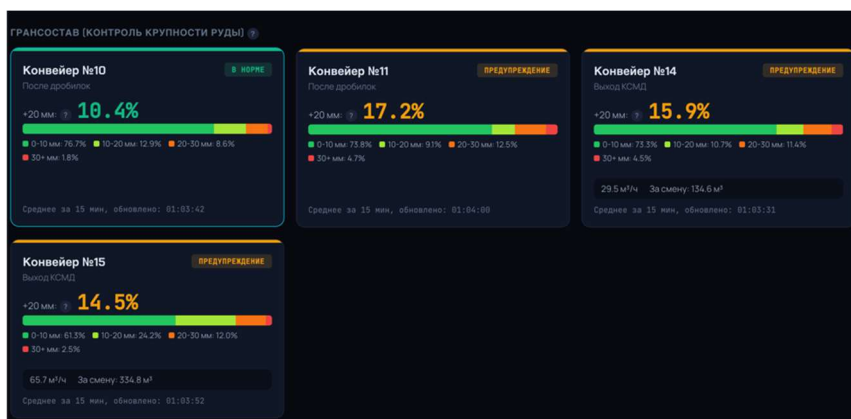 ГРАНСОСТАВ (КОНТРОЛЬ КРУПНОСТИ РУДЫ) ?
Конвейер №10
В НОРМЕ
После дробилок
+20 мм: ? 10.4%
0-10 мм: 76.7% 10-20 мм: 12.9% 20-30 мм: 8.6%
30+ мм: 1.8%
Среднее за 15 мин, обновлено: 01:03:42
Конвейер №11
ПРЕДУПРЕЖДЕНИЕ
После дробилок
+20 мм: ? 17.2%
0-10 мм: 73.8% 10-20 мм: 9.1% 20-30 мм: 12.5%
30+ мм: 4.7%
Среднее за 15 мин, обновлено: 01:04:00
Конвейер №14
ПРЕДУПРЕЖДЕНИЕ
Выход КСМД
+20 мм: ? 15.9%
0-10 мм: 73.3% 10-20 мм: 10.7% 20-30 мм: 11.4%
30+ мм: 4.5%
29.5 м³/ч За смену: 134.6 м³
Среднее за 15 мин, обновлено: 01:03:31
Конвейер №15
ПРЕДУПРЕЖДЕНИЕ
Выход КСМД
+20 мм: ? 14.5%
0-10 мм: 61.3% 10-20 мм: 24.2% 20-30 мм: 12.0%
30+ мм: 2.5%
65.7 м³/ч За смену: 334.8 м³
Среднее за 15 мин, обновлено: 01:03:52